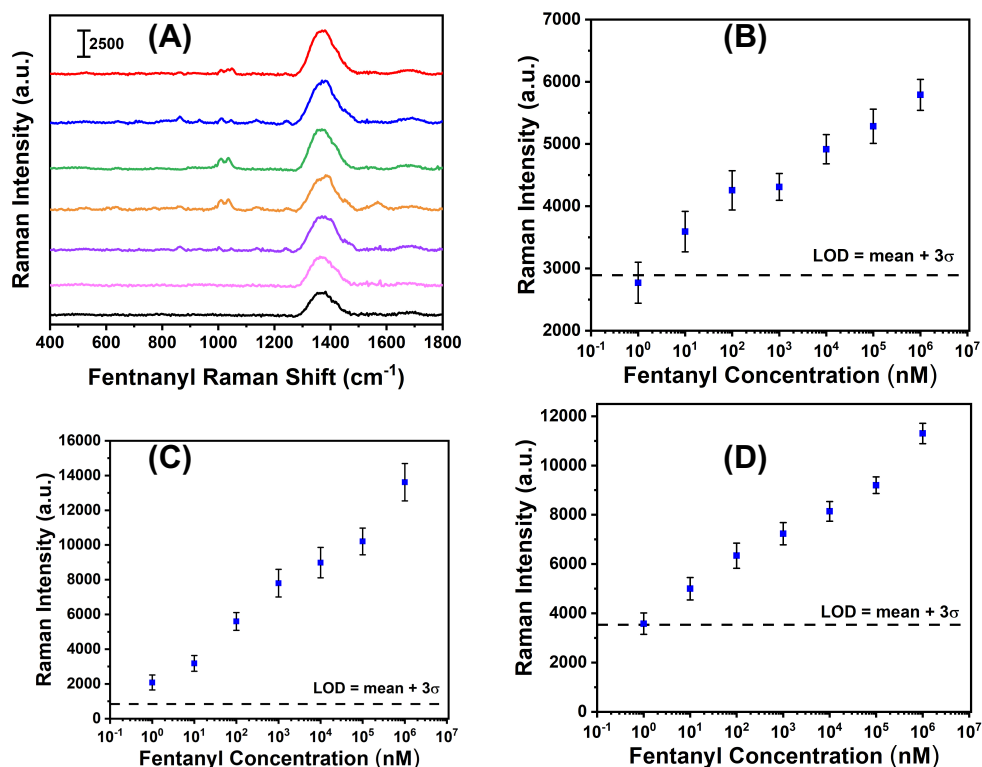 (A)
2500
Raman Intensity (a.u.)
400 600 800 1000 1200 1400 1600 1800
Fentnanyl Raman Shift (cm⁻¹)
(B)
Raman Intensity (a.u.)
7000
6000
5000
4000
3000
2000
LOD = mean + 3σ
10⁻¹ 10⁰ 10¹ 10² 10³ 10⁴ 10⁵ 10⁶ 10⁷
Fentanyl Concentration (nM)
(C)
Raman Intensity (a.u.)
16000
14000
12000
10000
8000
6000
4000
2000
0
LOD = mean + 3σ
10⁻¹ 10⁰ 10¹ 10² 10³ 10⁴ 10⁵ 10⁶ 10⁷
Fentanyl Concentration (nM)
(D)
Raman Intensity (a.u.)
12000
10000
8000
6000
4000
2000
0
LOD = mean + 3σ
10⁻¹ 10⁰ 10¹ 10² 10³ 10⁴ 10⁵ 10⁶ 10⁷
Fentanyl Concentration (nM)